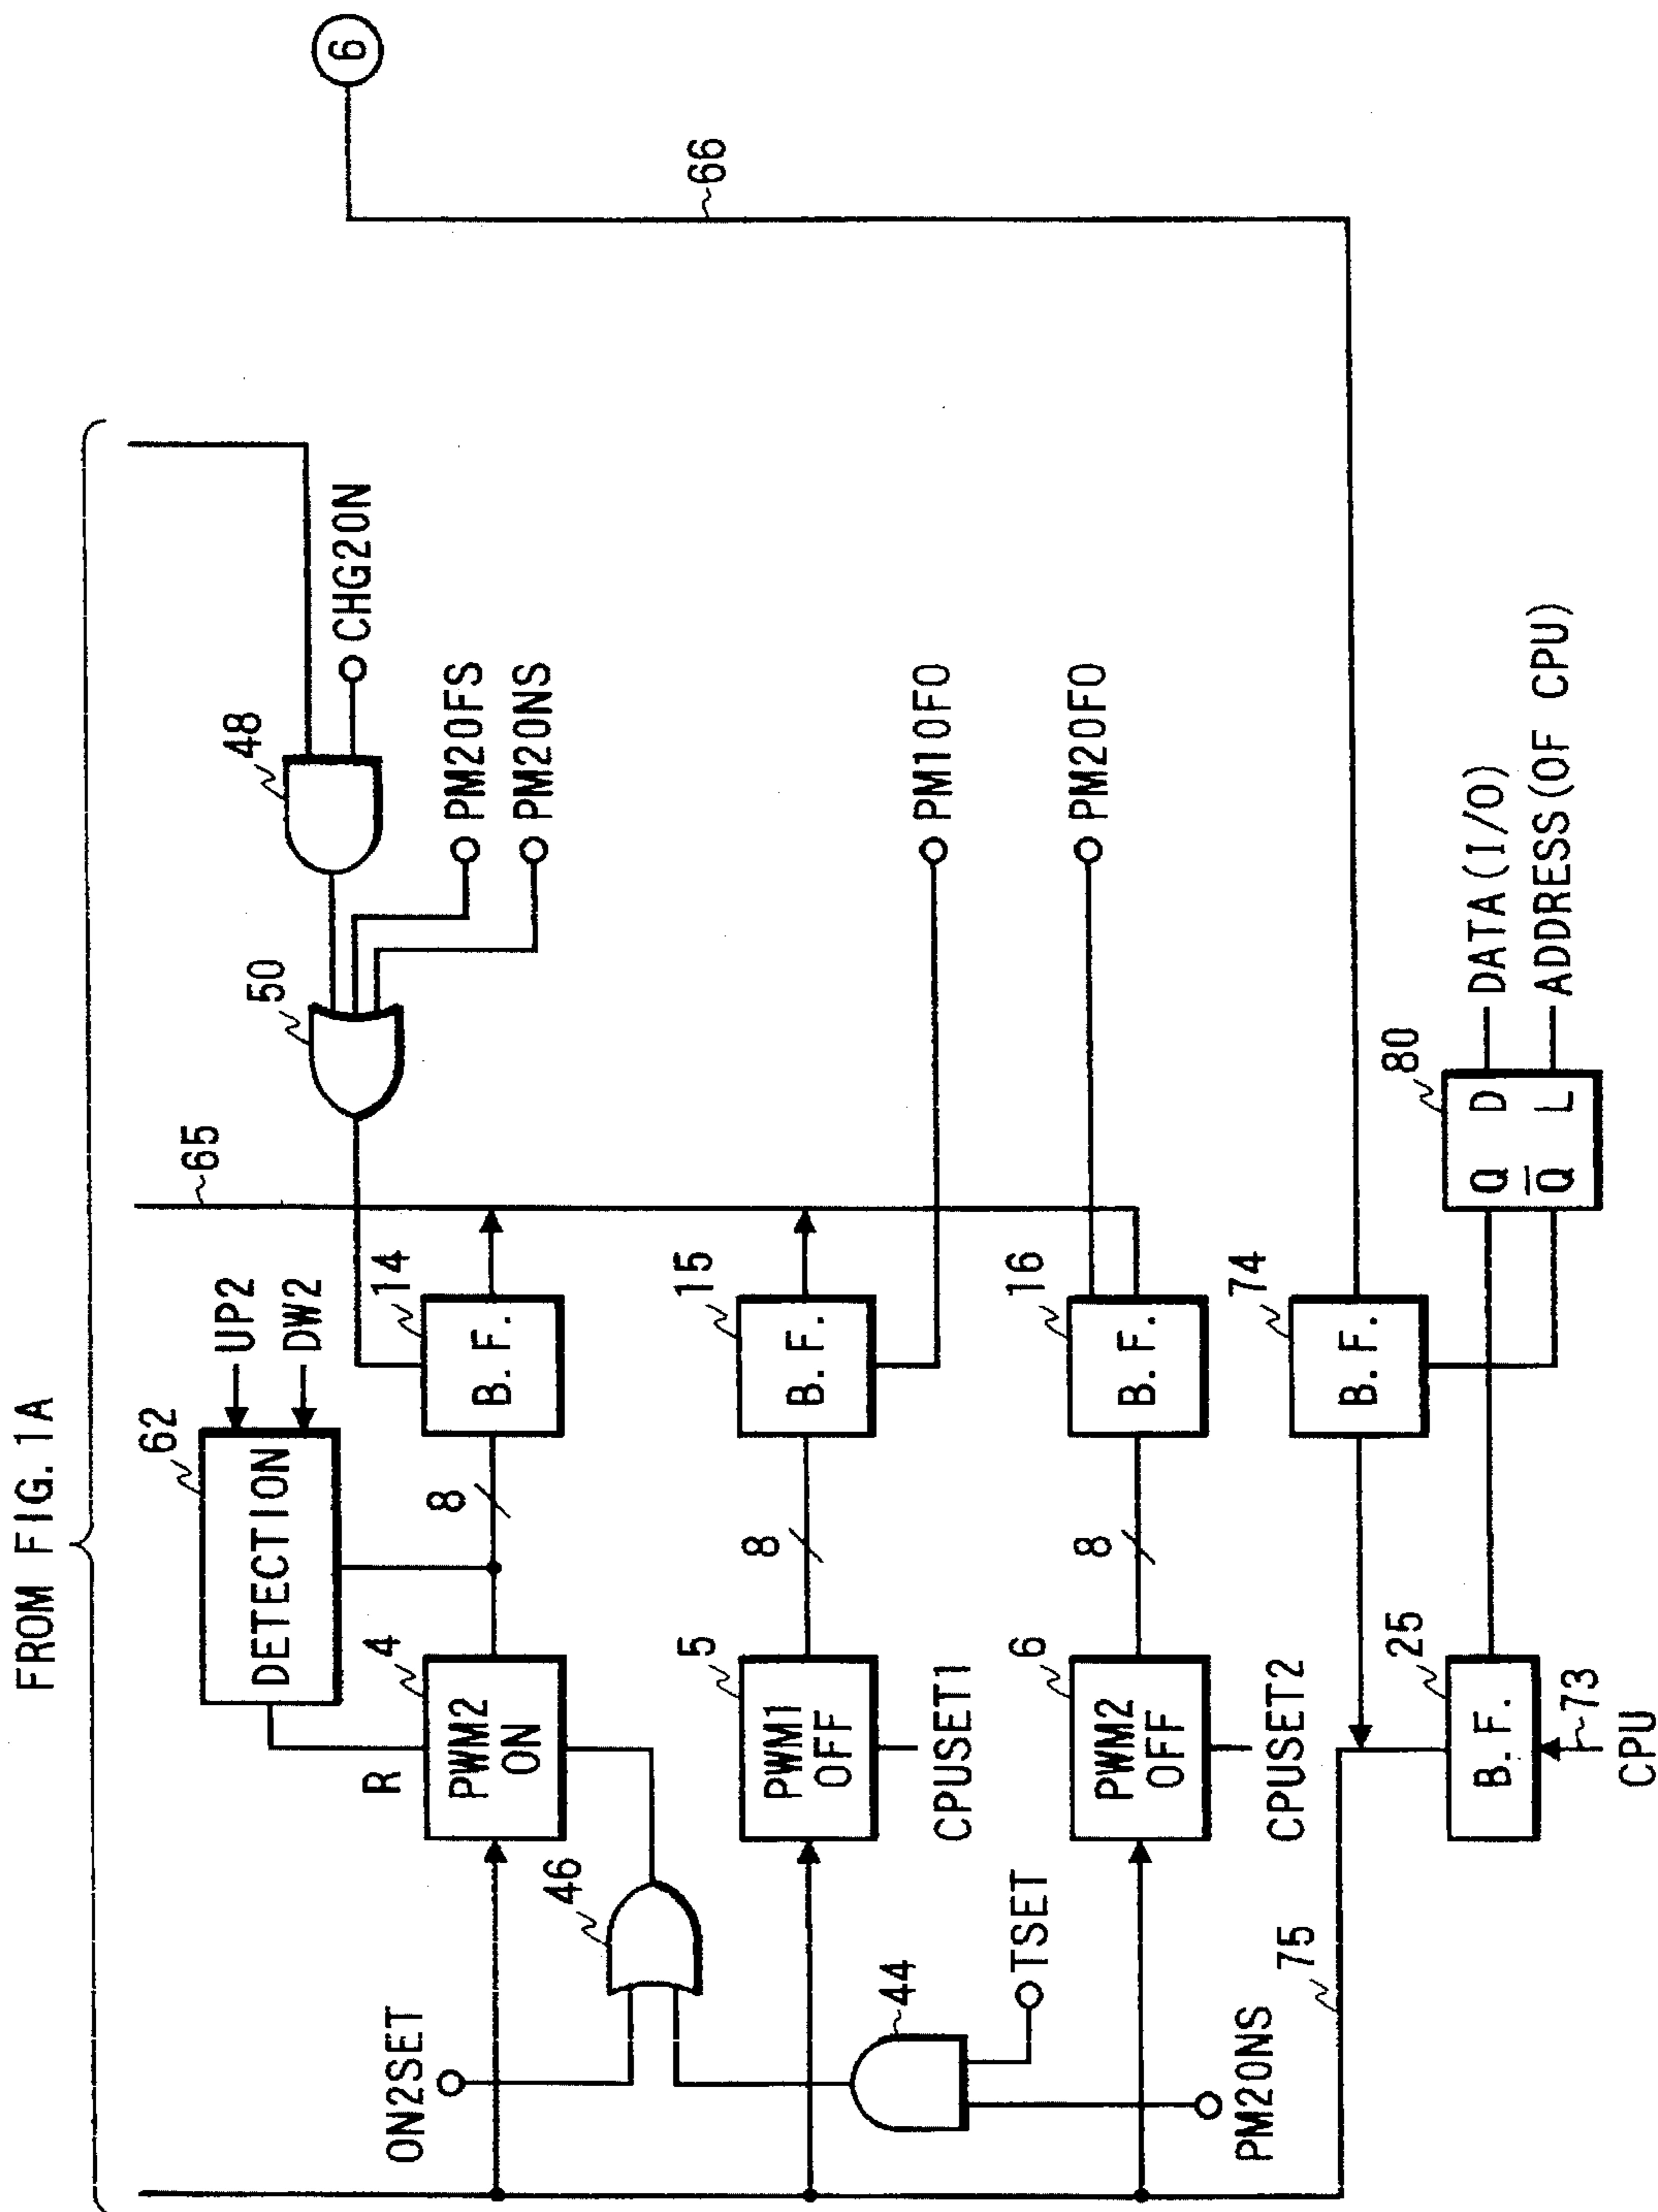 FROM FIG. 1A
6
66
65
62
DETECTION
UP2
DW2
48
CHG2ON
50
PM2OFS
PM2ONS
R
4
PWM2
ON
8
14
B. F.
ON2SET
46
5
PWM1
OFF
8
15
B. F.
PM1OFO
CPUSET1
44
TSET
PM2ONS
6
PWM2
OFF
8
16
B. F.
PM2OFO
CPUSET2
74
B. F.
75
25
B. F.
73
CPU
80
Q D
Q̅ L
DATA(I/O)
ADDRESS(OF CPU)